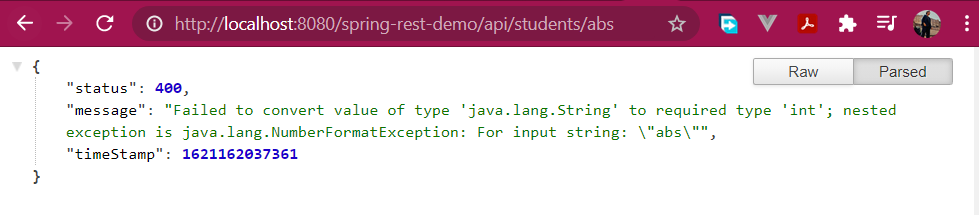 http://localhost:8080/spring-rest-demo/api/students/abs
Raw Parsed
{
"status": 400,
"message": "Failed to convert value of type 'java.lang.String' to required type 'int'; nested
exception is java.lang.NumberFormatException: For input string: \"abs\"",
"timeStamp": 1621162037361
}